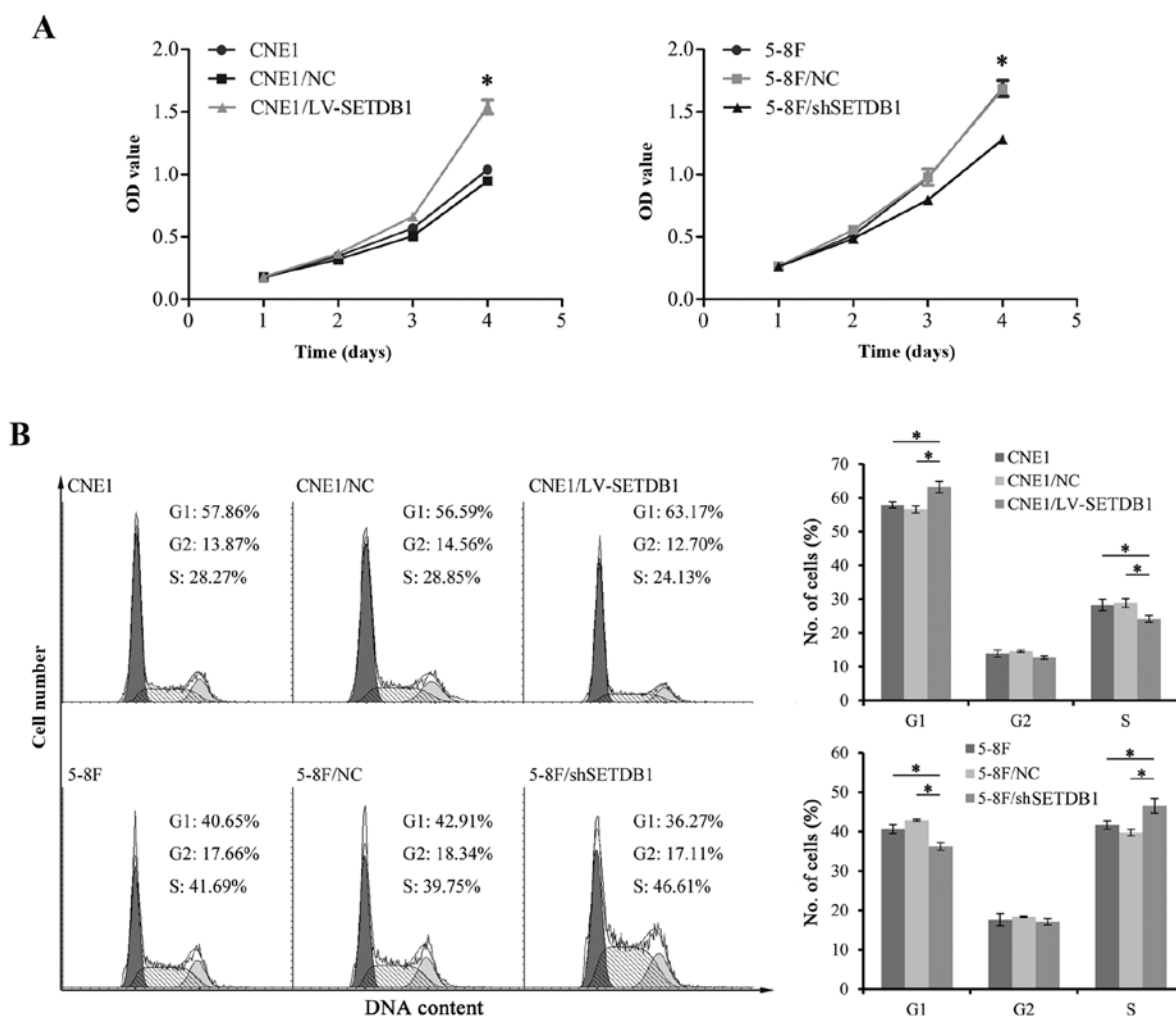 A
2.0
1.5
1.0
0.5
0.0
OD value
CNE1
CNE1/NC
CNE1/LV-SETDB1
*
0
1
2
3
4
5
Time (days)
2.0
1.5
1.0
0.5
0.0
OD value
5-8F
5-8F/NC
5-8F/shSETDB1
*
0
1
2
3
4
5
Time (days)
B
Cell number
CNE1
G1: 57.86%
G2: 13.87%
S: 28.27%
CNE1/NC
G1: 56.59%
G2: 14.56%
S: 28.85%
CNE1/LV-SETDB1
G1: 63.17%
G2: 12.70%
S: 24.13%
5-8F
G1: 40.65%
G2: 17.66%
S: 41.69%
5-8F/NC
G1: 42.91%
G2: 18.34%
S: 39.75%
5-8F/shSETDB1
G1: 36.27%
G2: 17.11%
S: 46.61%
DNA content
No. of cells (%)
70
60
50
40
30
20
10
0
*
*
CNE1
CNE1/NC
CNE1/LV-SETDB1
*
*
G1
G2
S
No. of cells (%)
60
50
40
30
20
10
0
*
*
5-8F
5-8F/NC
5-8F/shSETDB1
*
*
G1
G2
S